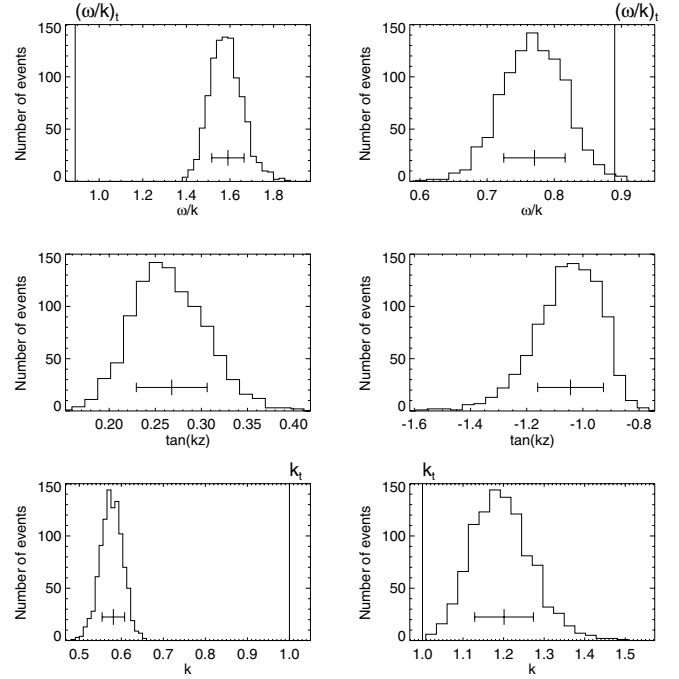 (ω/k)t (ω/k)t
150 150
100 100
50 50
0 0
Number of events Number of events
1.0 1.2 1.4 1.6 1.8 0.6 0.7 0.8 0.9
ω/k ω/k
150 150
100 100
50 50
0 0
Number of events Number of events
0.20 0.25 0.30 0.35 0.40 -1.6 -1.4 -1.2 -1.0 -0.8
tan(kz) tan(kz)
kt kt
150 150
100 100
50 50
0 0
Number of events Number of events
0.5 0.6 0.7 0.8 0.9 1.0 1.0 1.1 1.2 1.3 1.4 1.5
k k